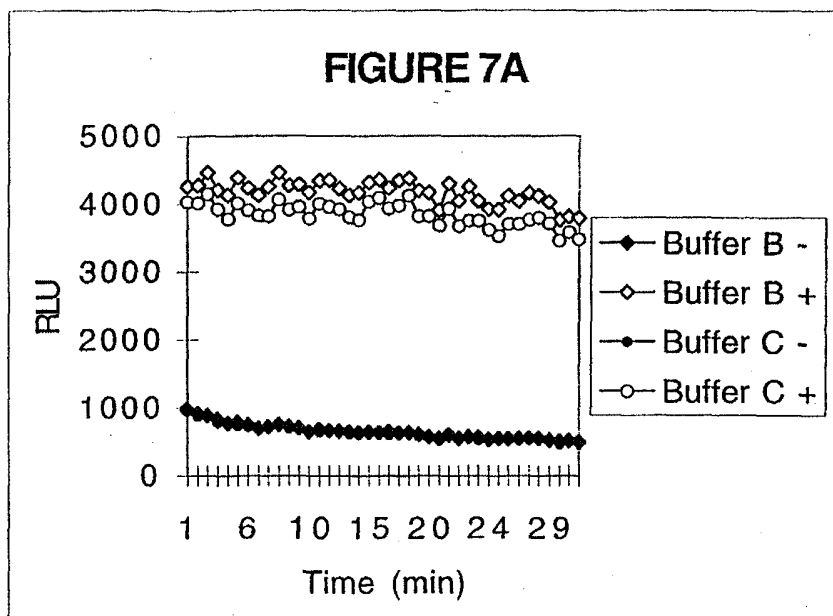 FIGURE 7A
5000
4000
3000
2000
1000
0
RLU
1 6 10 15 20 24 29
Time (min)
Buffer B -
Buffer B +
Buffer C -
Buffer C +